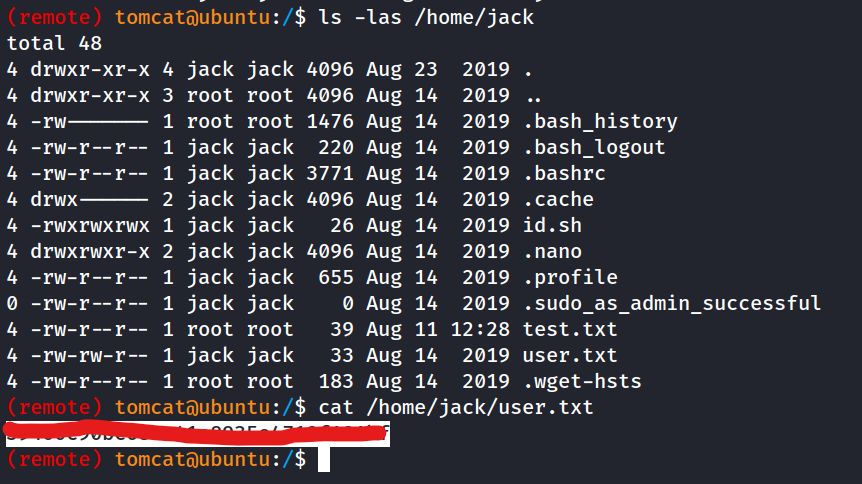 (remote) tomcat@ubuntu:/$ ls -las /home/jack
total 48
4 drwxr-xr-x 4 jack jack 4096 Aug 23  2019 .
4 drwxr-xr-x 3 root root 4096 Aug 14  2019 ..
4 -rw------- 1 root root 1476 Aug 14  2019 .bash_history
4 -rw-r--r-- 1 jack jack  220 Aug 14  2019 .bash_logout
4 -rw-r--r-- 1 jack jack 3771 Aug 14  2019 .bashrc
4 drwx------ 2 jack jack 4096 Aug 14  2019 .cache
4 -rwxrwxrwx 1 jack jack   26 Aug 14  2019 id.sh
4 drwxrwxr-x 2 jack jack 4096 Aug 14  2019 .nano
4 -rw-r--r-- 1 jack jack  655 Aug 14  2019 .profile
0 -rw-r--r-- 1 jack jack    0 Aug 14  2019 .sudo_as_admin_successful
4 -rw-r--r-- 1 root root   39 Aug 11 12:28 test.txt
4 -rw-rw-r-- 1 jack jack   33 Aug 14  2019 user.txt
4 -rw-r--r-- 1 root root  183 Aug 14  2019 .wget-hsts
(remote) tomcat@ubuntu:/$ cat /home/jack/user.txt
(remote) tomcat@ubuntu:/$